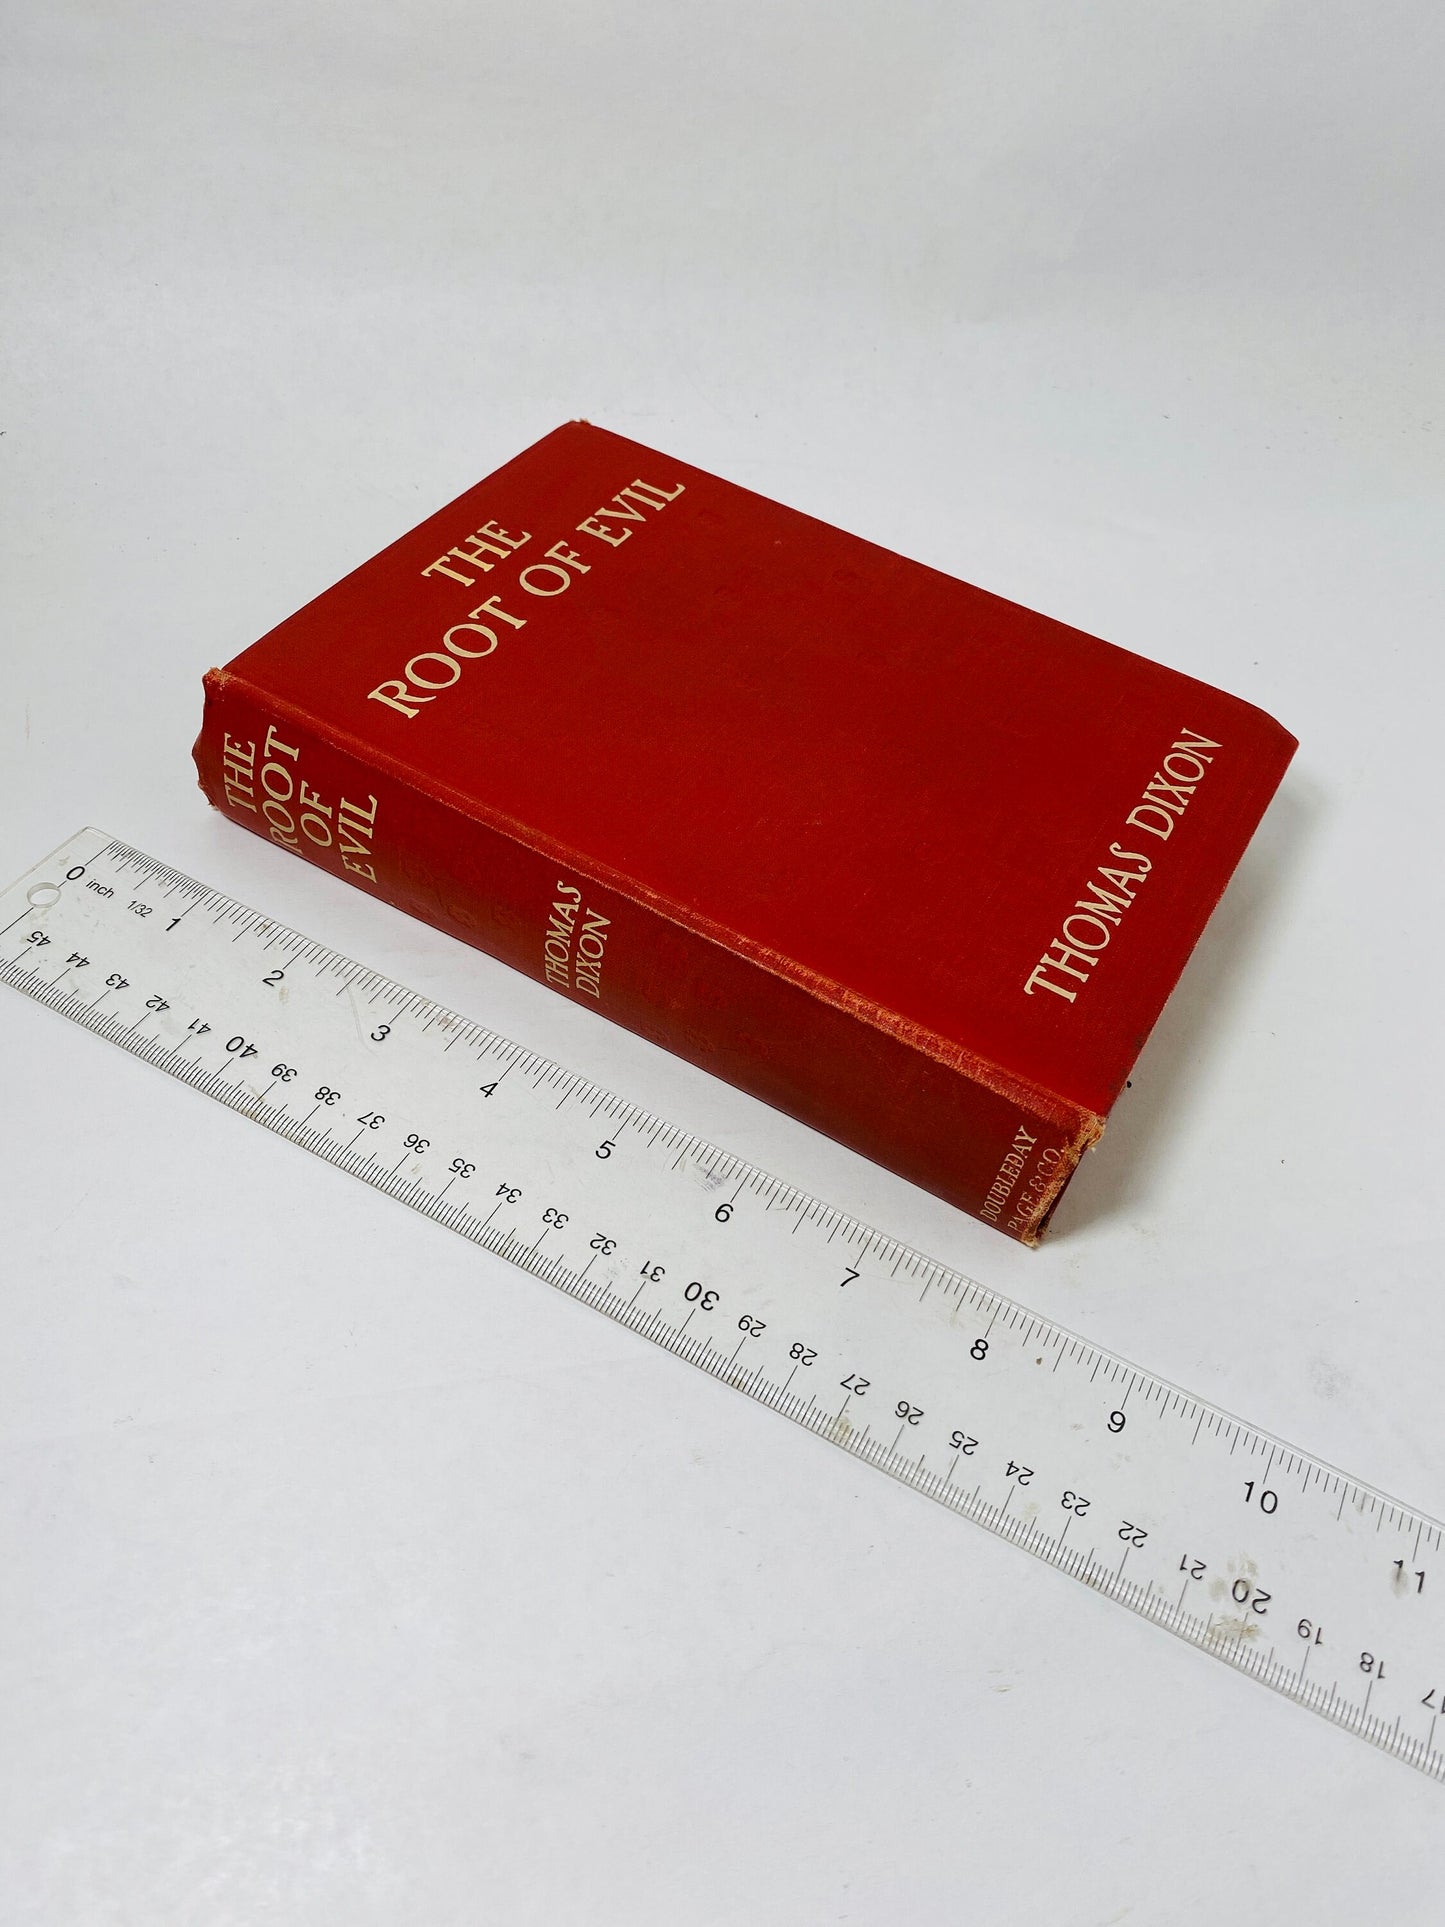 THE
ROOT OF EVIL
THOMAS DIXON
THE
ROOT
OF
EVIL
THOMAS
DIXON
DOUBLEDAY
PAGE & CO.
0 inch 1/32 1 2 3 4 5 6 7 8 9 10 11
45 44 43 42 41 40 39 38 37 36 35 34 33 32 31 30 29 28 27 26 25 24 23 22 21 20 19 18 17